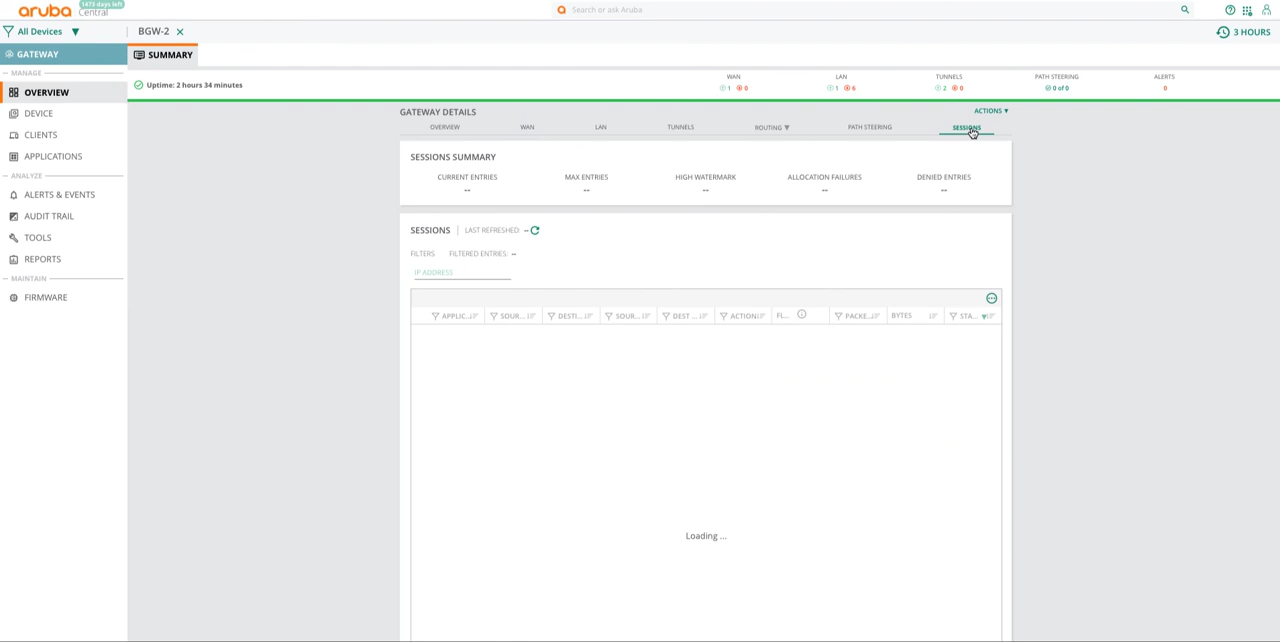 aruba
1473 days left
Central
Search or ask Aruba
All Devices
BGW-2
3 HOURS
GATEWAY
SUMMARY
MANAGE
OVERVIEW
DEVICE
CLIENTS
APPLICATIONS
ANALYZE
ALERTS & EVENTS
AUDIT TRAIL
TOOLS
REPORTS
MAINTAIN
FIRMWARE
Uptime: 2 hours 34 minutes
WAN LAN TUNNELS PATH STEERING ALERTS
1 0 1 6 2 0 0 of 0 0
GATEWAY DETAILS ACTIONS
OVERVIEW WAN LAN TUNNELS ROUTING PATH STEERING SESSIONS
SESSIONS SUMMARY
CURRENT ENTRIES MAX ENTRIES HIGH WATERMARK ALLOCATION FAILURES DENIED ENTRIES
-- -- -- -- --
SESSIONS LAST REFRESHED: --
FILTERS FILTERED ENTRIES: --
IP ADDRESS
APPLIC... SOUR... DESTI... SOUR... DEST ... ACTION FL... PACKE... BYTES STA...
Loading ...